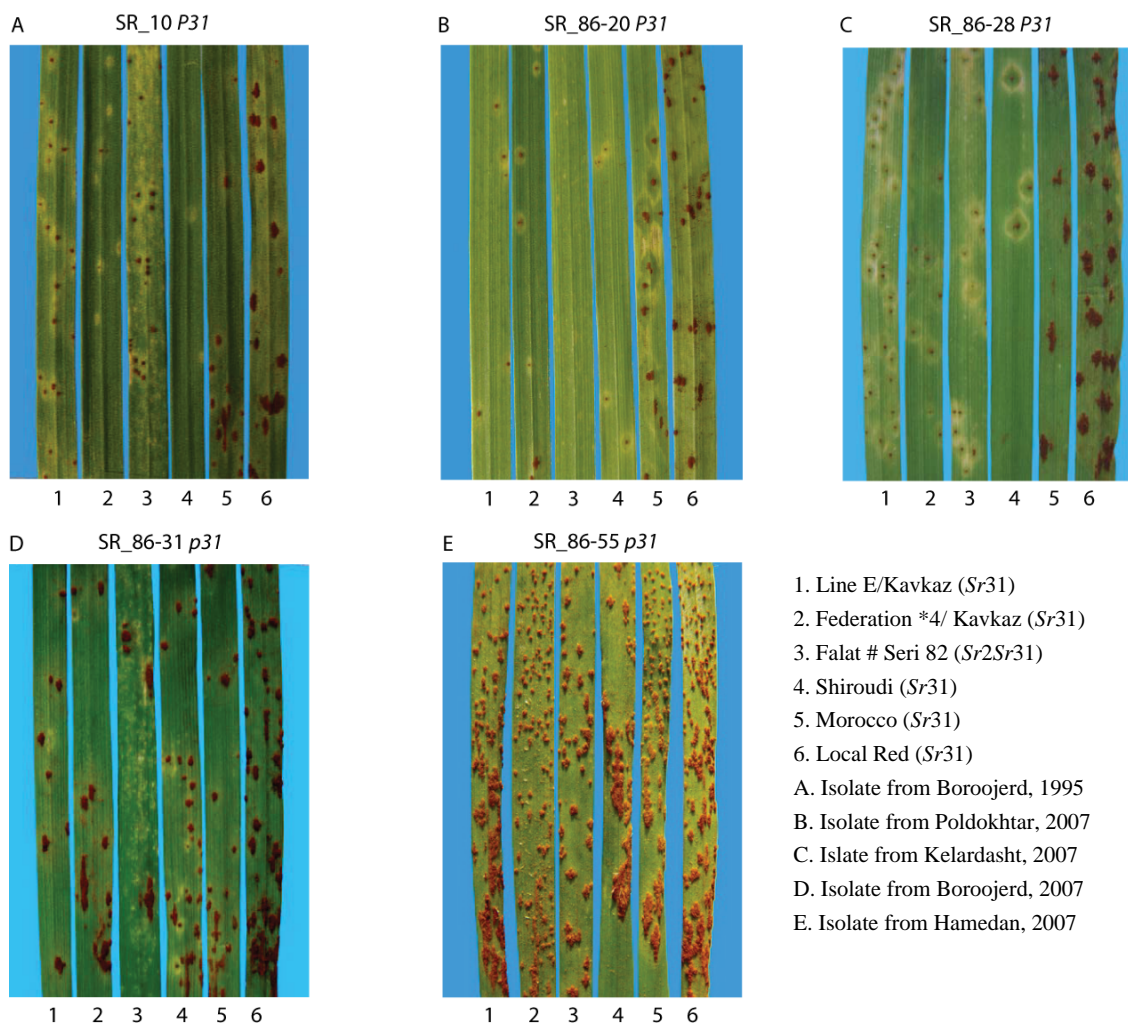 A
SR_10 P31
B
SR_86-20 P31
C
SR_86-28 P31
1 2 3 4 5 6
1 2 3 4 5 6
1 2 3 4 5 6
D
SR_86-31 p31
E
SR_86-55 p31
1 2 3 4 5 6
1 2 3 4 5 6
1. Line E/Kavkaz (Sr31)
2. Federation *4/ Kavkaz (Sr31)
3. Falat # Seri 82 (Sr2Sr31)
4. Shiroudi (Sr31)
5. Morocco (Sr31)
6. Local Red (Sr31)
A. Isolate from Boroojerd, 1995
B. Isolate from Poldokhtar, 2007
C. Islate from Kelardasht, 2007
D. Isolate from Boroojerd, 2007
E. Isolate from Hamedan, 2007